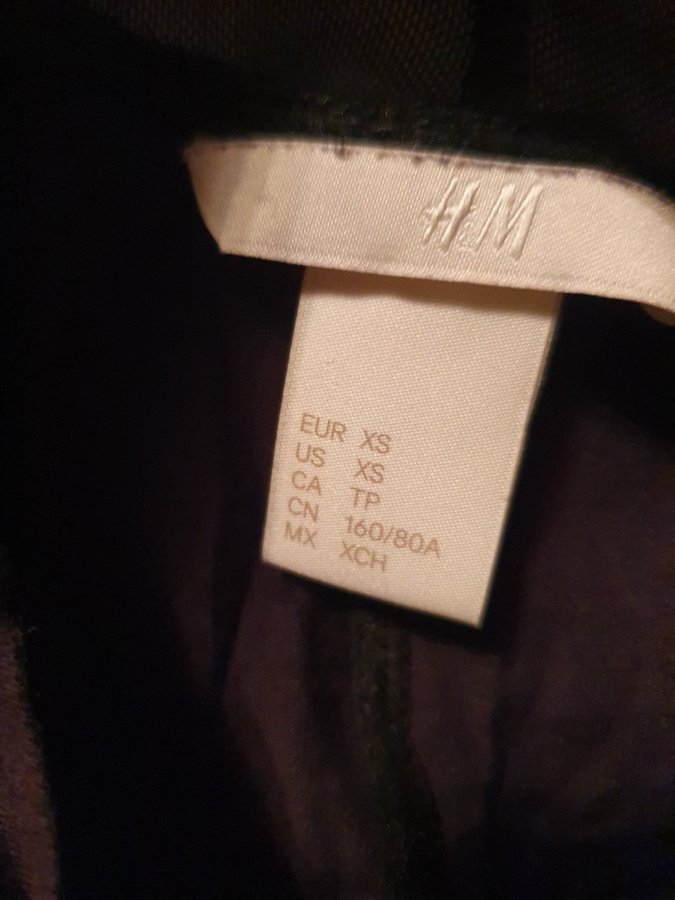 H&M
EUR XS
US XS
CA TP
CN 160/80A
MX XCH